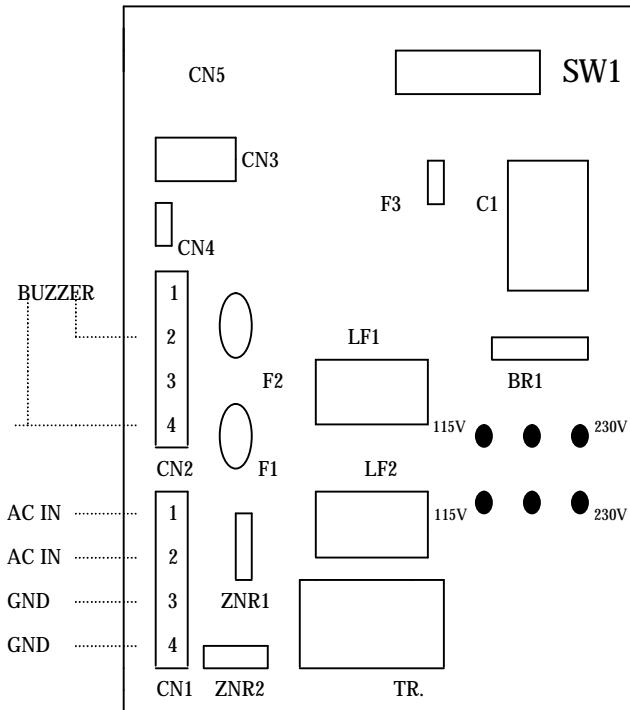 CN5
SW1
CN3
F3
C1
CN4
BUZZER
1
2
3
4
F2
LF1
BR1
115V
230V
CN2
F1
LF2
115V
230V
AC IN
1
AC IN
2
GND
3
GND
4
ZNR1
CN1
ZNR2
TR.